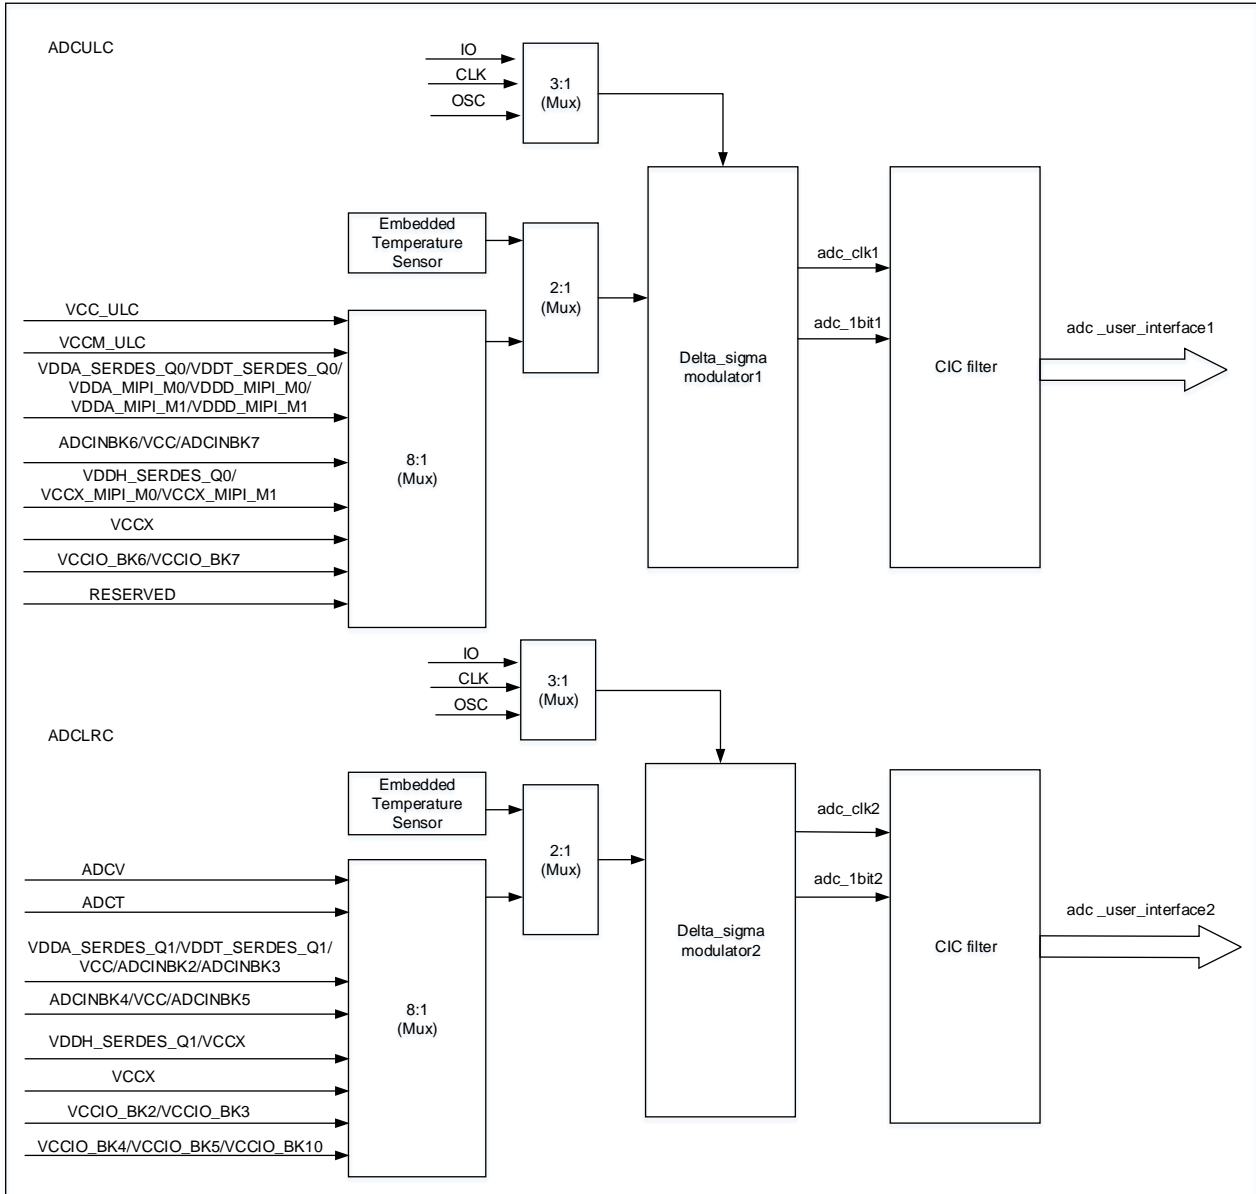 ADCULC
IO
CLK
OSC
3:1
(Mux)
Embedded
Temperature
Sensor
2:1
(Mux)
VCC_ULC
VCCM_ULC
VDDA_SERDES_Q0/VDDT_SERDES_Q0/
VDDA_MIPI_M0/VDDD_MIPI_M0/
VDDA_MIPI_M1/VDDD_MIPI_M1
ADCINBK6/VCC/ADCINBK7
VDDH_SERDES_Q0/
VCCX_MIPI_M0/VCCX_MIPI_M1
VCCX
VCCIO_BK6/VCCIO_BK7
RESERVED
8:1
(Mux)
Delta_sigma
modulator1
adc_clk1
adc_1bit1
CIC filter
adc _user_interface1
ADCLRC
IO
CLK
OSC
3:1
(Mux)
Embedded
Temperature
Sensor
2:1
(Mux)
ADCV
ADCT
VDDA_SERDES_Q1/VDDT_SERDES_Q1/
VCC/ADCINBK2/ADCINBK3
ADCINBK4/VCC/ADCINBK5
VDDH_SERDES_Q1/VCCX
VCCX
VCCIO_BK2/VCCIO_BK3
VCCIO_BK4/VCCIO_BK5/VCCIO_BK10
8:1
(Mux)
Delta_sigma
modulator2
adc_clk2
adc_1bit2
CIC filter
adc _user_interface2